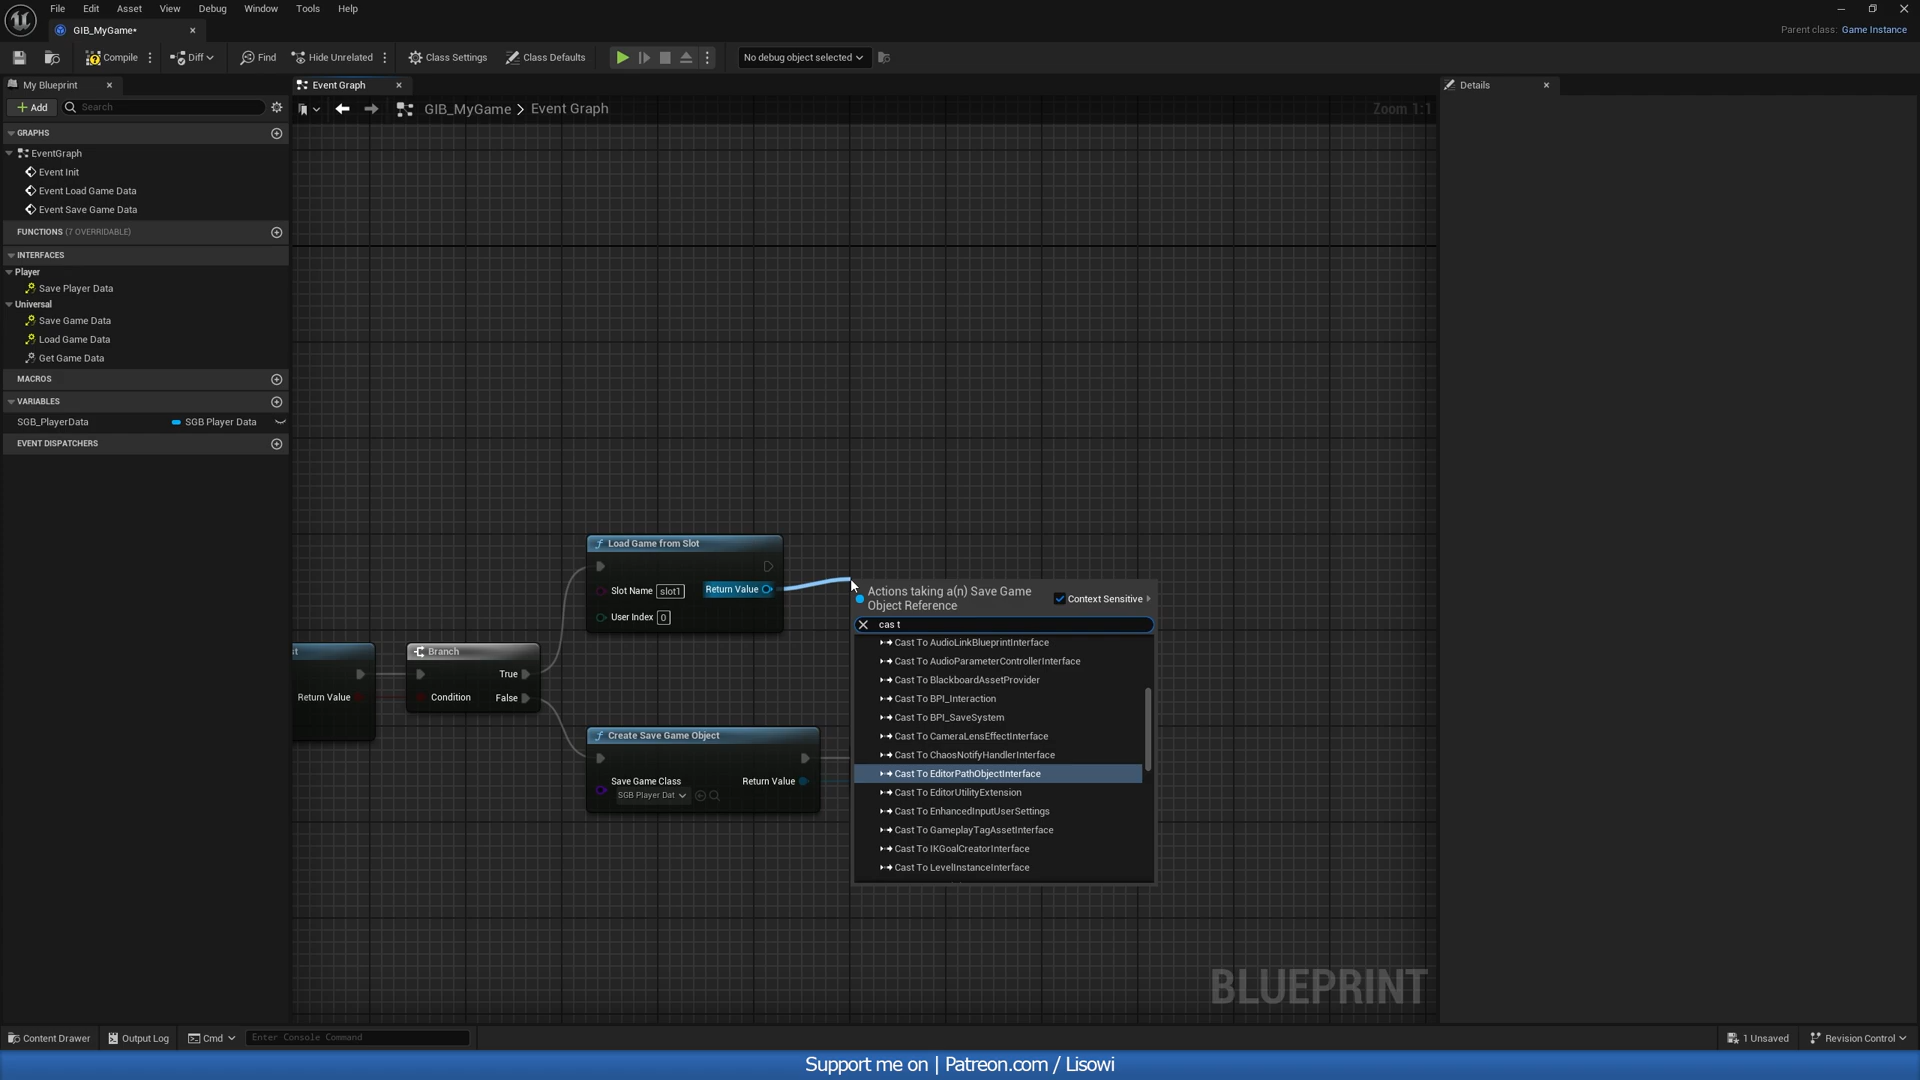 File Edit Asset View Debug Window Tools Help
GIB_MyGame•
Parent class: Game Instance
Compile Diff Find Hide Unrelated Class Settings Class Defaults No debug object selected
My Blueprint
Event Graph
Details
Add Search
GIB_MyGame > Event Graph
Zoom 1:1
GRAPHS
EventGraph
Event Init
Event Load Game Data
Event Save Game Data
FUNCTIONS (7 OVERRIDABLE)
INTERFACES
Player
Save Player Data
Universal
Save Game Data
Load Game Data
Get Game Data
MACROS
VARIABLES
SGB_PlayerData SGB Player Data
EVENT DISPATCHERS
Load Game from Slot
Slot Name slot1 Return Value
User Index 0
st
Return Value
Branch
True
Condition False
Create Save Game Object
Save Game Class Return Value
SGB Player Dat
Actions taking a(n) Save Game
Object Reference
Context Sensitive
cas t
Cast To AudioLinkBlueprintInterface
Cast To AudioParameterControllerInterface
Cast To BlackboardAssetProvider
Cast To BPI_Interaction
Cast To BPI_SaveSystem
Cast To CameraLensEffectInterface
Cast To ChaosNotifyHandlerInterface
Cast To EditorPathObjectInterface
Cast To EditorUtilityExtension
Cast To EnhancedInputUserSettings
Cast To GameplayTagAssetInterface
Cast To IKGoalCreatorInterface
Cast To LevelInstanceInterface
BLUEPRINT
Content Drawer Output Log Cmd Enter Console Command 1 Unsaved Revision Control
Support me on | Patreon.com / Lisowi